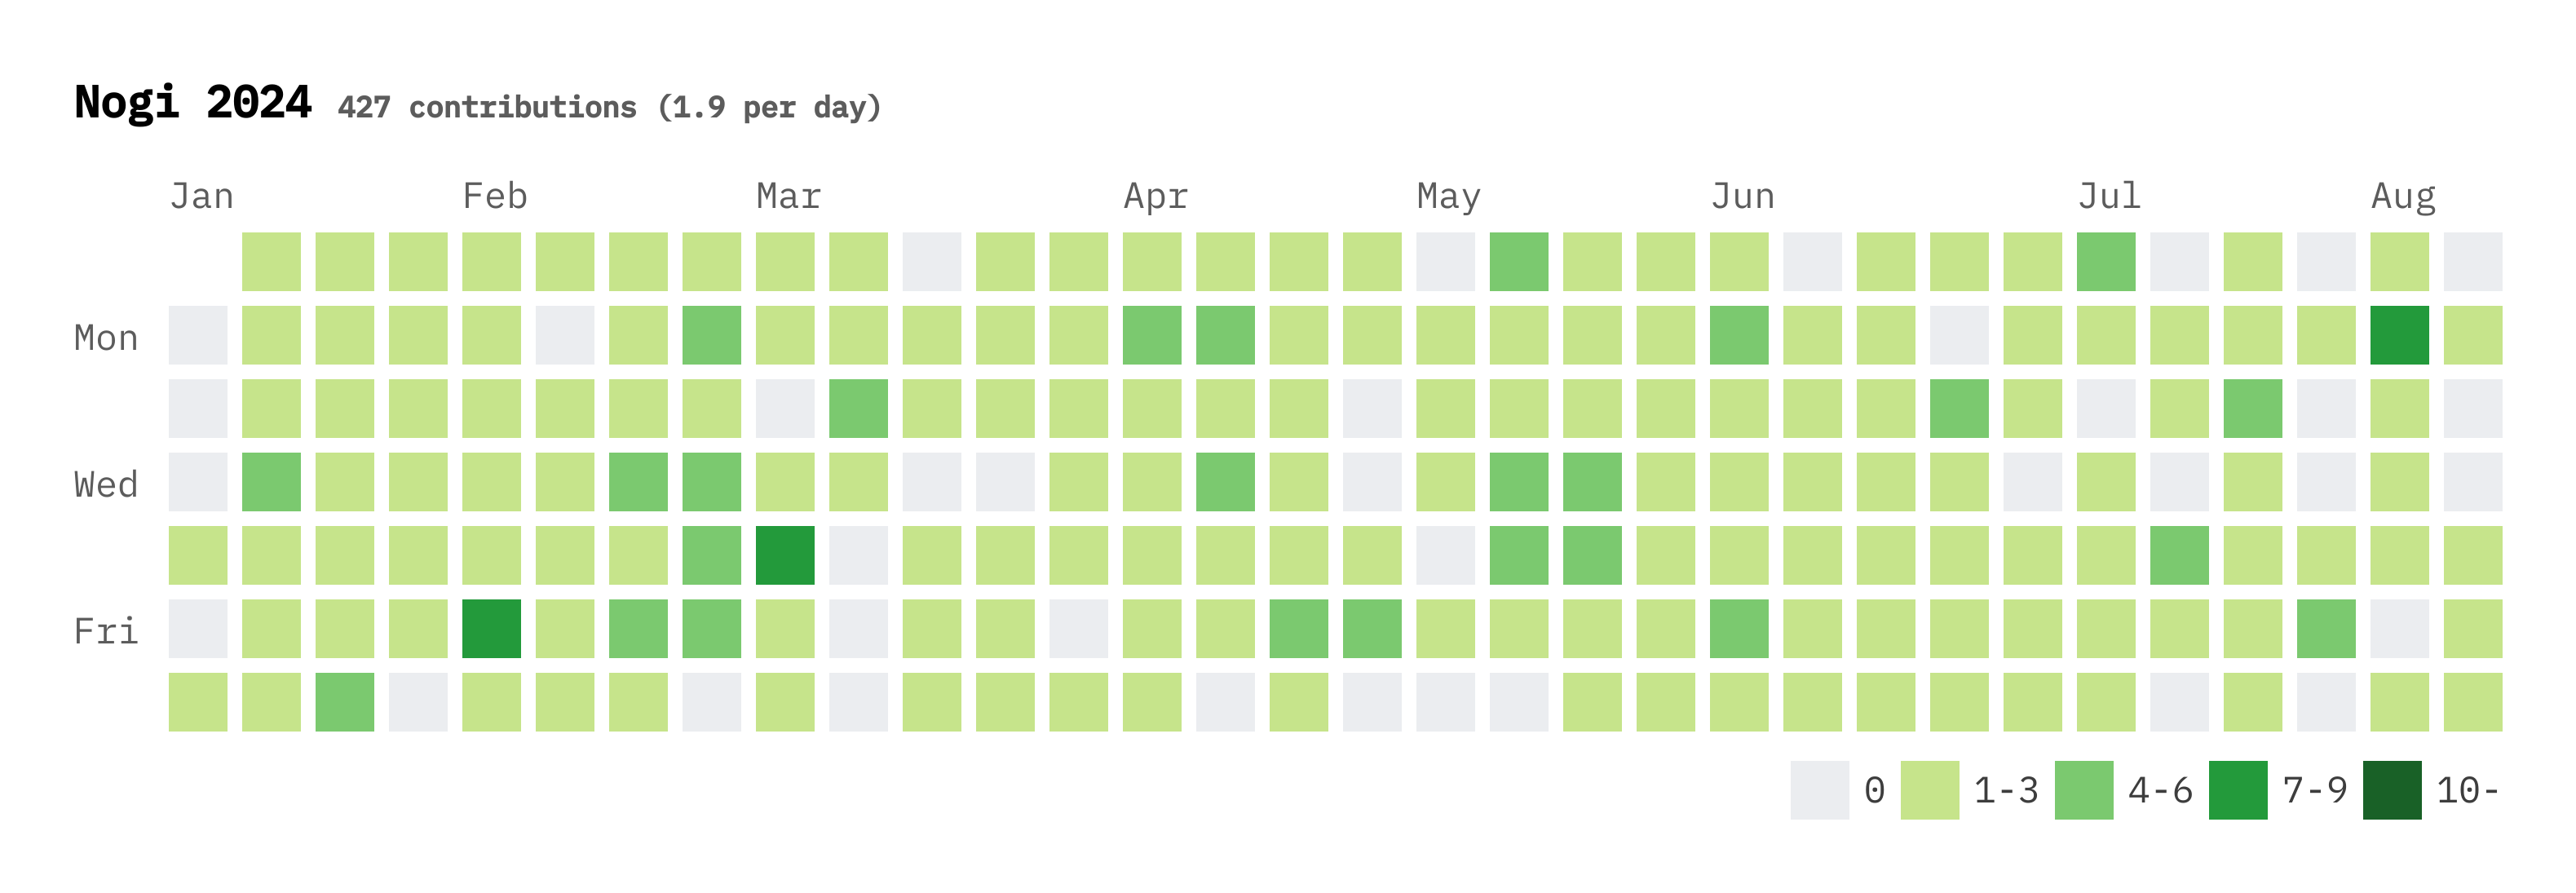 Nogi 2024 427 contributions (1.9 per day)
Jan Feb Mar Apr May Jun Jul Aug
Mon
Wed
Fri
0 1-3 4-6 7-9 10-